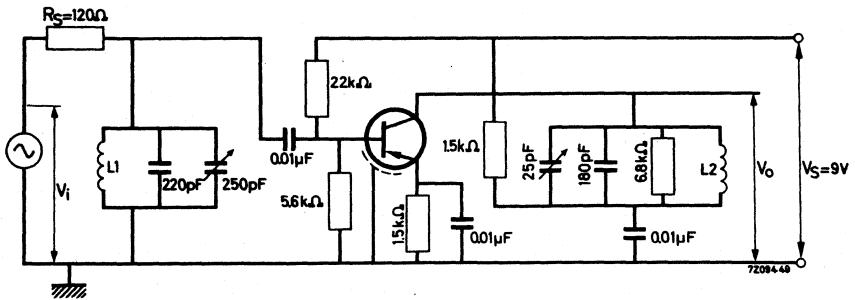 RS=120Ω
22kΩ
0.01µF
L1
220pF
250pF
Vi
5.6kΩ
1.5kΩ
0.01µF
1.5kΩ
25pF
180pF
6.8kΩ
L2
0.01µF
Vo
VS=9V
7Z09449